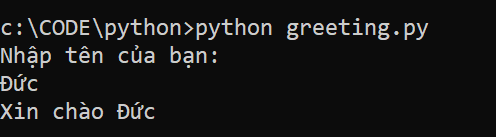 c:\CODE\python>python greeting.py
Nhập tên của bạn:
Đức
Xin chào Đức